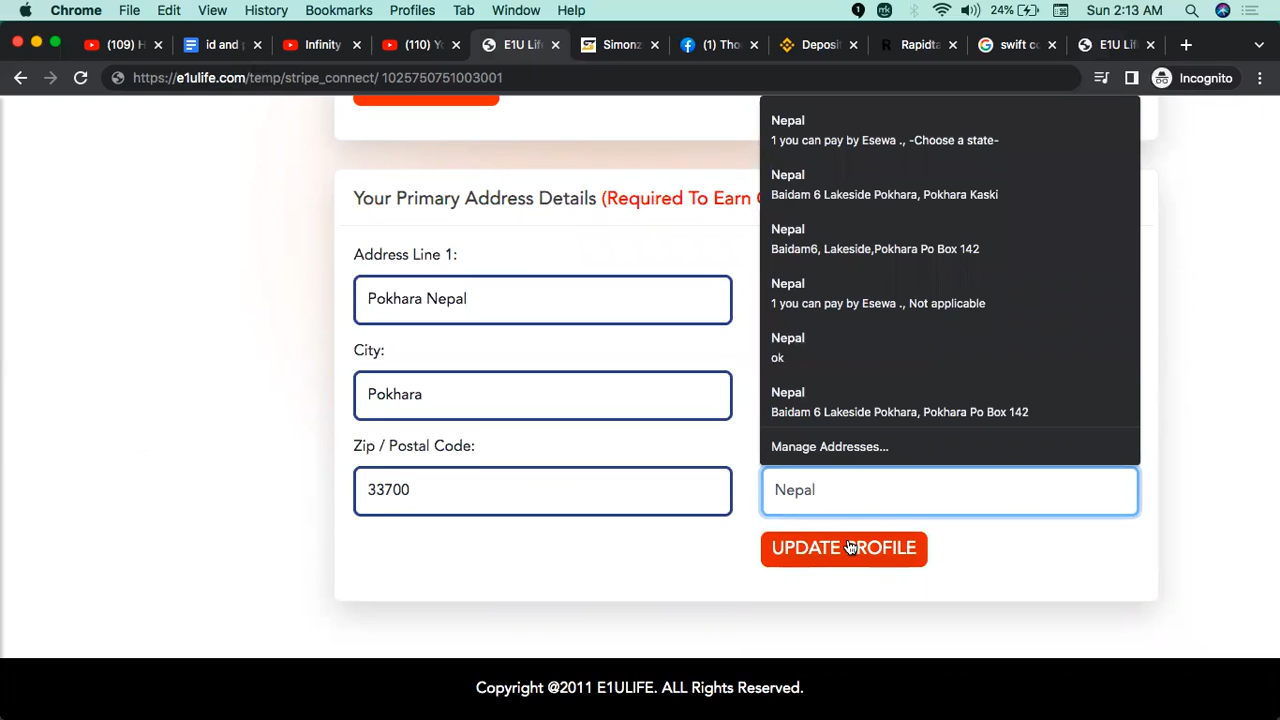 Chrome File Edit View History Bookmarks Profiles Tab Window Help
1 24% Sun 2:13 AM
(109) H id and p Infinity (110) Y E1U Life Simonz (1) Tho Deposi Rapidta swift co E1U Lif
https://e1ulife.com/temp/stripe_connect/ 1025750751003001 Incognito
Your Primary Address Details (Required To Earn
Address Line 1:
Pokhara Nepal
City:
Pokhara
Zip / Postal Code:
33700
Nepal
1 you can pay by Esewa ., -Choose a state-
Nepal
Baidam 6 Lakeside Pokhara, Pokhara Kaski
Nepal
Baidam6, Lakeside,Pokhara Po Box 142
Nepal
1 you can pay by Esewa ., Not applicable
Nepal
ok
Nepal
Baidam 6 Lakeside Pokhara, Pokhara Po Box 142
Manage Addresses...
Nepal
UPDATE PROFILE
Copyright @2011 E1ULIFE. ALL Rights Reserved.